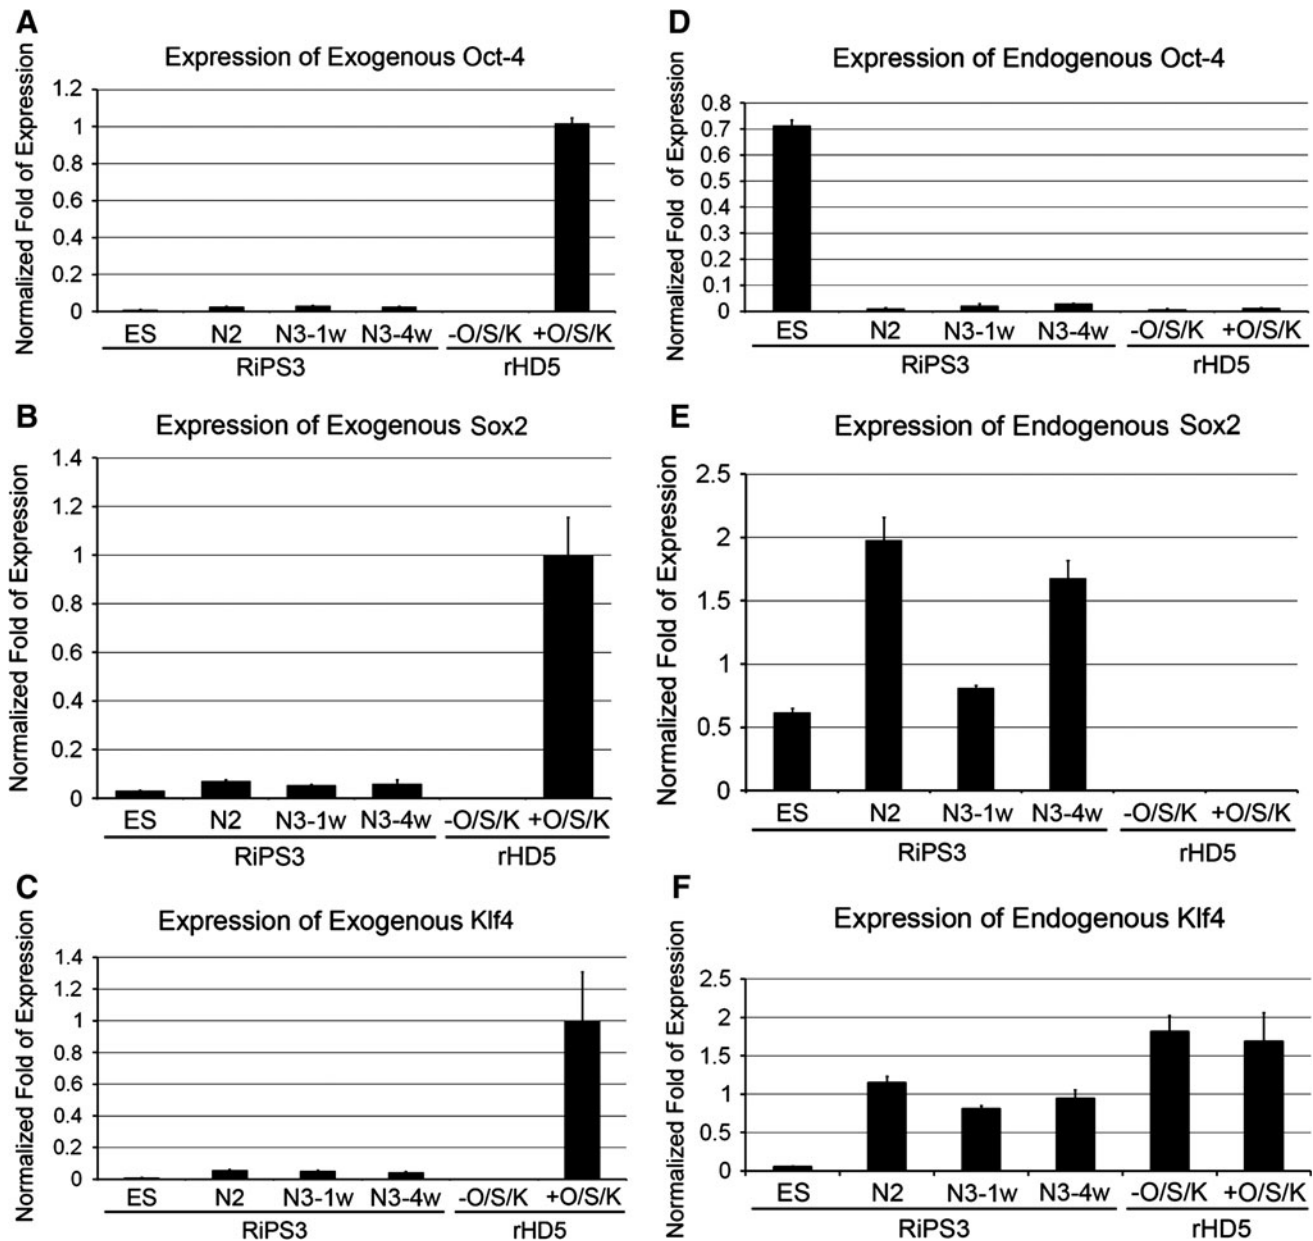 A
Expression of Exogenous Oct-4
Normalized Fold of Expression
1.2
1
0.8
0.6
0.4
0.2
0
ES N2 N3-1w N3-4w -O/S/K +O/S/K
RiPS3 rHD5
B
Expression of Exogenous Sox2
Normalized Fold of Expression
1.4
1.2
1
0.8
0.6
0.4
0.2
0
ES N2 N3-1w N3-4w -O/S/K +O/S/K
RiPS3 rHD5
C
Expression of Exogenous Klf4
Normalized Fold of Expression
1.4
1.2
1
0.8
0.6
0.4
0.2
0
ES N2 N3-1w N3-4w -O/S/K +O/S/K
RiPS3 rHD5
D
Expression of Endogenous Oct-4
Normalized Fold of Expression
0.8
0.7
0.6
0.5
0.4
0.3
0.2
0.1
0
ES N2 N3-1w N3-4w -O/S/K +O/S/K
RiPS3 rHD5
E
Expression of Endogenous Sox2
Normalized Fold of Expression
2.5
2
1.5
1
0.5
0
ES N2 N3-1w N3-4w -O/S/K +O/S/K
RiPS3 rHD5
F
Expression of Endogenous Klf4
Normalized Fold of Expression
2.5
2
1.5
1
0.5
0
ES N2 N3-1w N3-4w -O/S/K +O/S/K
RiPS3 rHD5